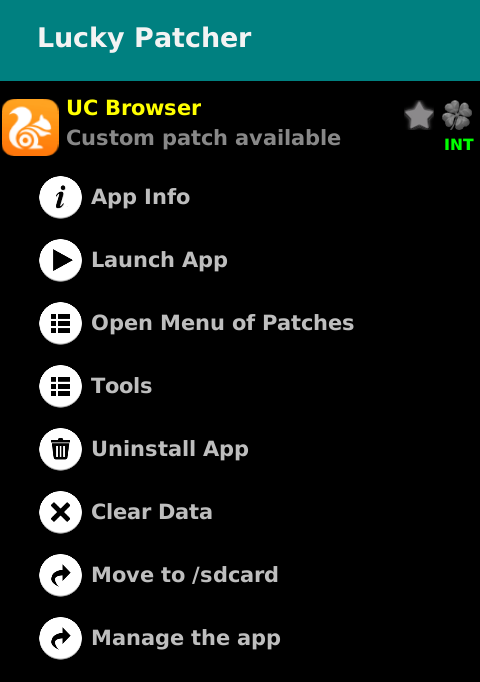 Lucky Patcher
UC Browser
Custom patch available
INT
App Info
Launch App
Open Menu of Patches
Tools
Uninstall App
Clear Data
Move to /sdcard
Manage the app